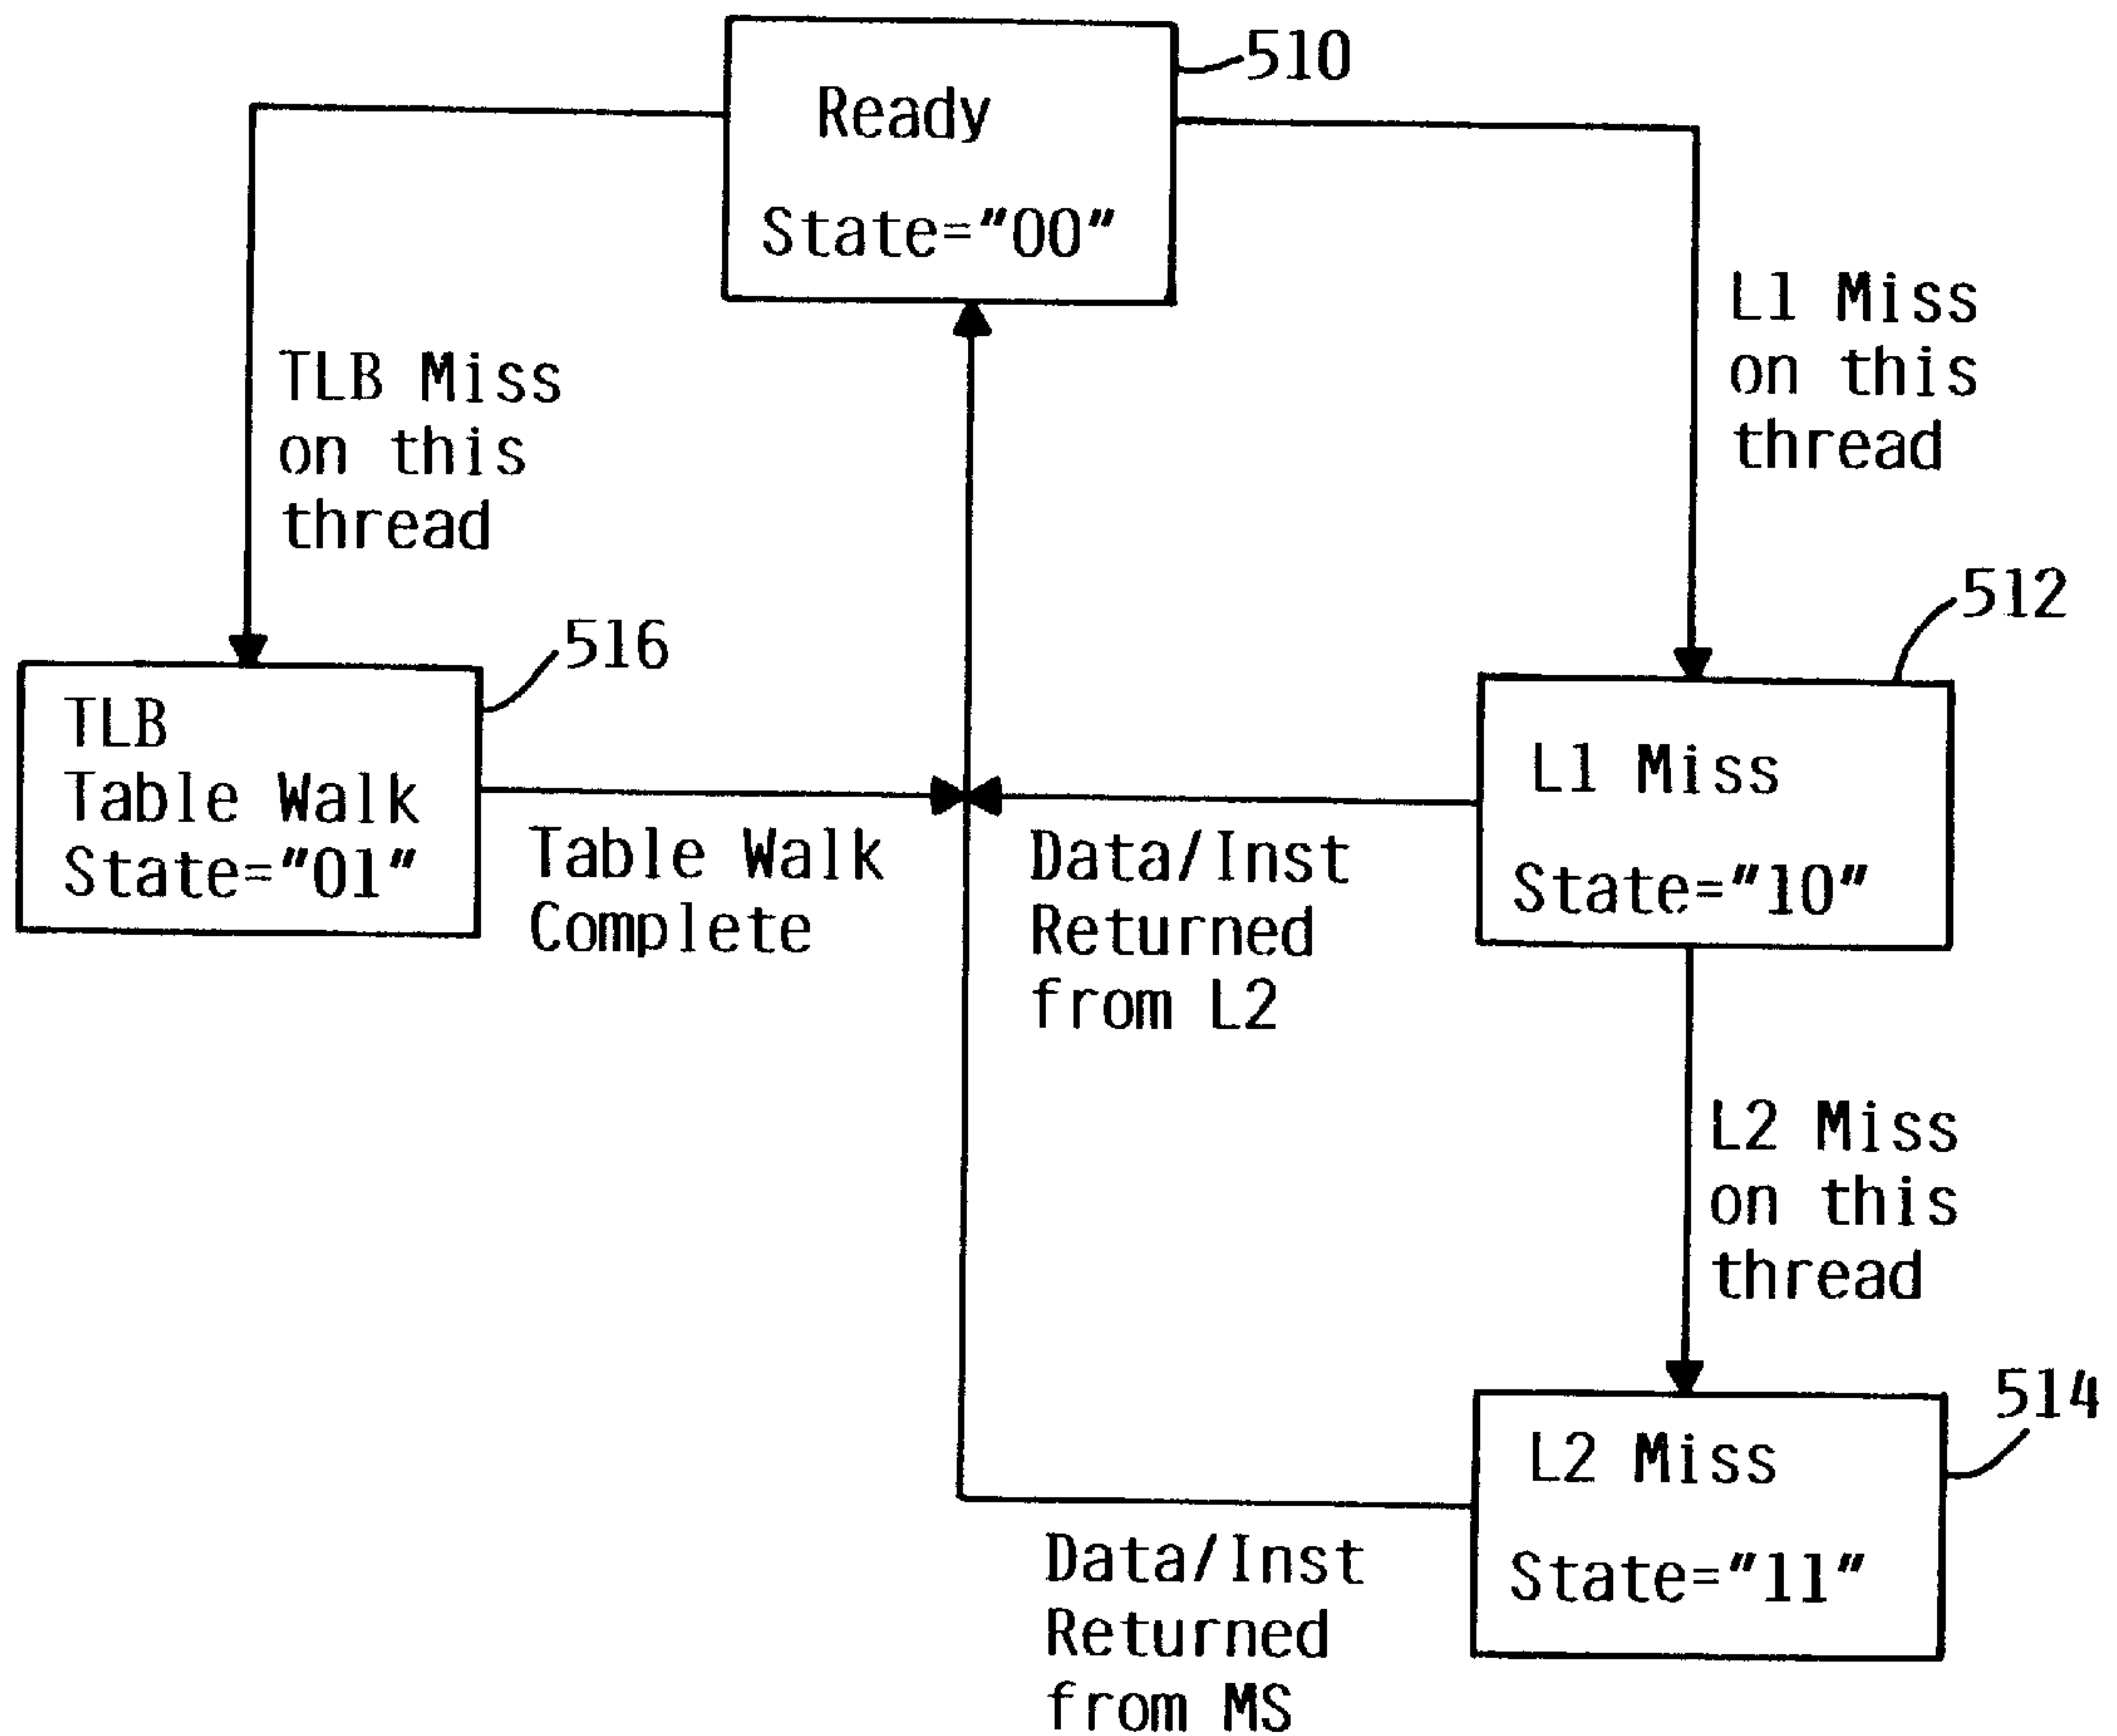 510
Ready
State="00"
L1 Miss
on this
thread
TLB Miss
on this
thread
512
516
TLB
Table Walk
State="01"
L1 Miss
State="10"
Table Walk
Complete
Data/Inst
Returned
from L2
L2 Miss
on this
thread
514
L2 Miss
State="11"
Data/Inst
Returned
from MS